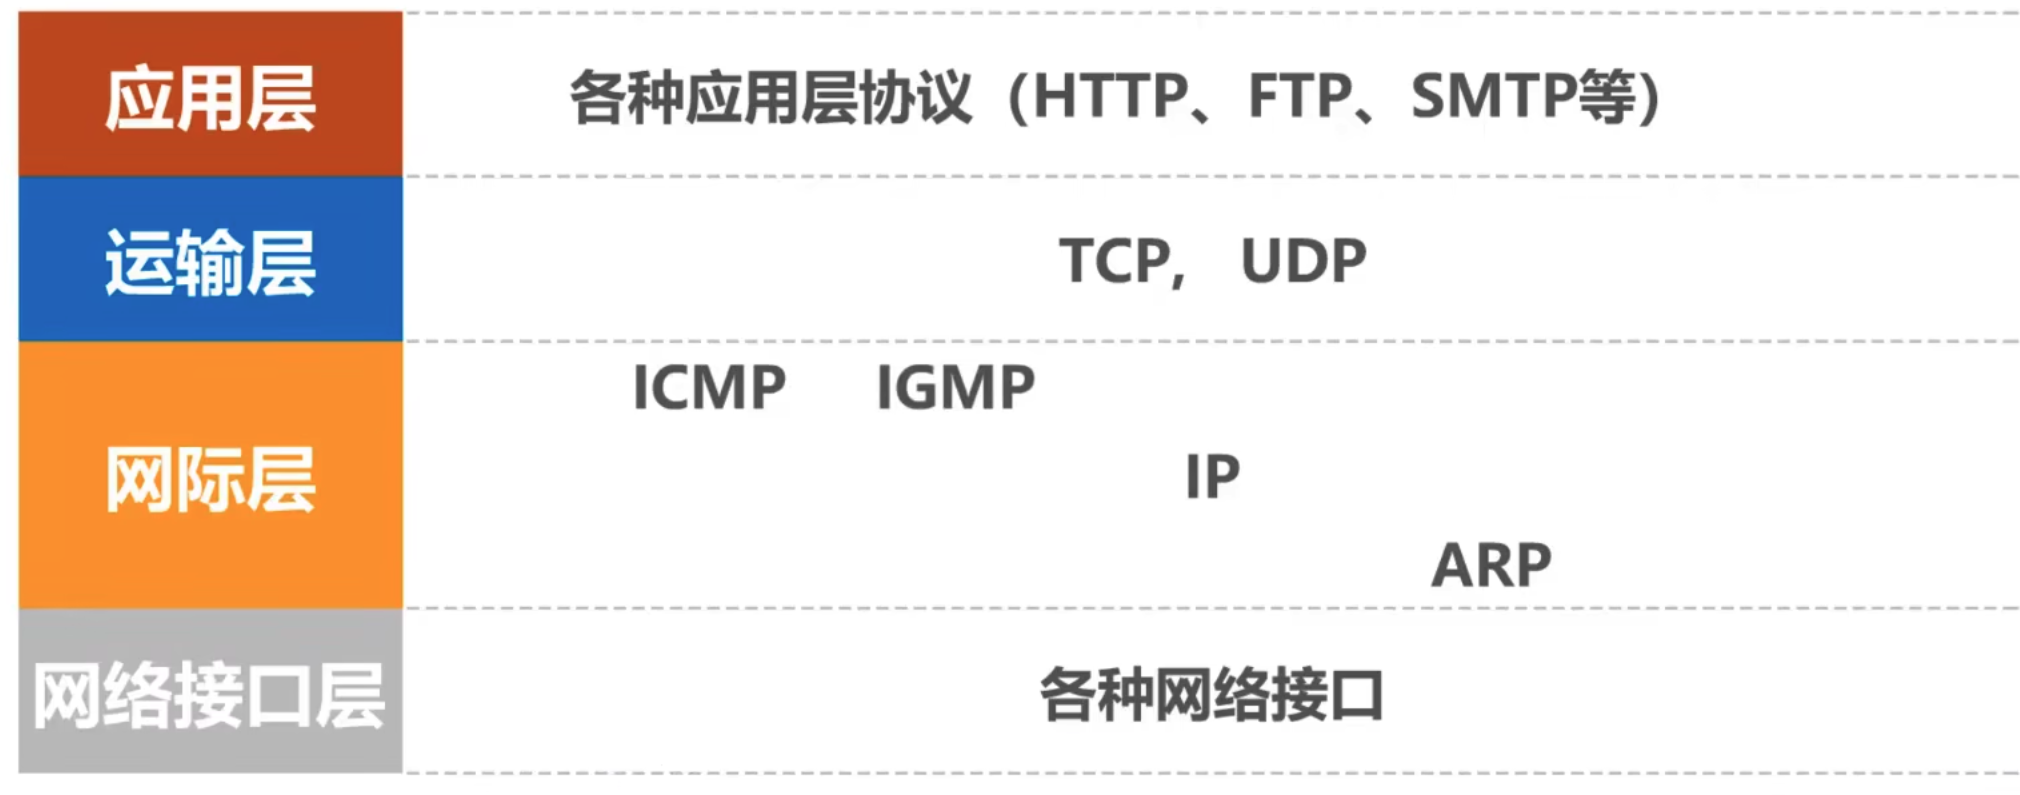 应用层
各种应用层协议（HTTP、FTP、SMTP等）
运输层
TCP， UDP
网际层
ICMP IGMP
IP
ARP
网络接口层
各种网络接口